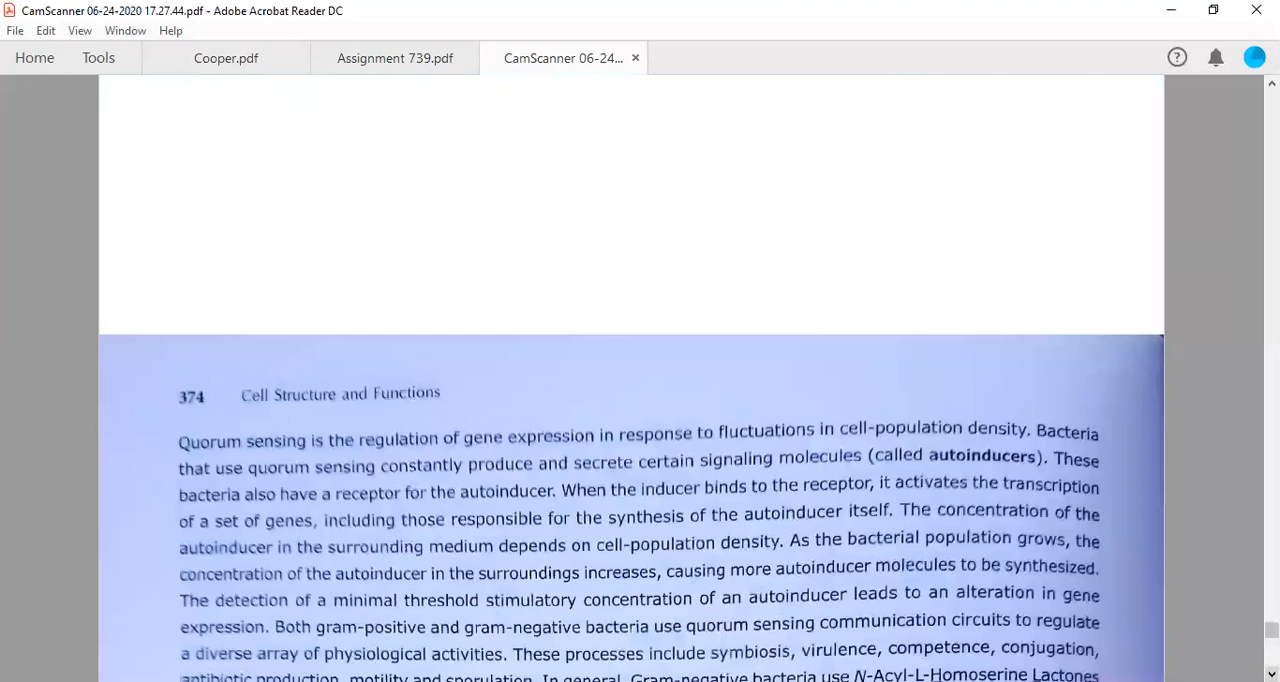 CamScanner 06-24-2020 17.27.44.pdf - Adobe Acrobat Reader DC
File Edit View Window Help
Home Tools Cooper.pdf Assignment 739.pdf CamScanner 06-24... ×
374 Cell Structure and Functions
Quorum sensing is the regulation of gene expression in response to fluctuations in cell-population density. Bacteria
that use quorum sensing constantly produce and secrete certain signaling molecules (called autoinducers). These
bacteria also have a receptor for the autoinducer. When the inducer binds to the receptor, it activates the transcription
of a set of genes, including those responsible for the synthesis of the autoinducer itself. The concentration of the
autoinducer in the surrounding medium depends on cell-population density. As the bacterial population grows, the
concentration of the autoinducer in the surroundings increases, causing more autoinducer molecules to be synthesized.
The detection of a minimal threshold stimulatory concentration of an autoinducer leads to an alteration in gene
expression. Both gram-positive and gram-negative bacteria use quorum sensing communication circuits to regulate
a diverse array of physiological activities. These processes include symbiosis, virulence, competence, conjugation,
antibiotic production, motility and sporulation. In general, Gram-negative bacteria use N-Acyl-L-Homoserine Lactones